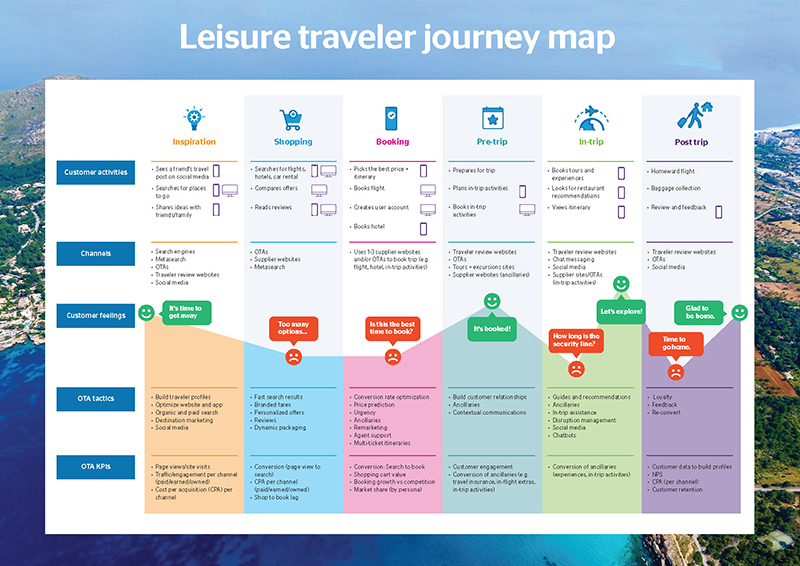 Leisure traveler journey map
Inspiration
Shopping
Booking
Pre-trip
In-trip
Post trip
Customer activities
• Sees a friend's travel
post on social media
• Searches for places
to go
• Shares ideas with
friends/family
• Searches for flights,
hotels, car rental
• Compares offers
• Reads reviews
• Picks the best price +
itinerary
• Books flight
• Creates user account
• Books hotel
• Prepares for trip
• Plans in-trip activities
• Books in-trip
activities
• Books tours and
experiences
• Looks for restaurant
recommendations
• Views itinerary
• Homeward flight
• Baggage collection
• Review and feedback
Channels
• Search engines
• Metasearch
• OTAs
• Traveler review websites
• Social media
• OTAs
• Supplier websites
• Metasearch
• Uses 1-3 supplier websites
and/or OTAs to book trip (e.g
flight, hotel, in-trip activities)
• Traveler review websites
• OTAs
• Tours + excursions sites
• Supplier websites (ancillaries)
• Traveler review websites
• Chat messaging
• Social media
• Supplier sites/OTAs
(in-trip activities)
• Traveler review websites
• OTAs
• Social media
Customer feelings
It's time to
get away
Too many
options...
Is this the best
time to book?
It's booked!
How long is the
security line?
Let's explore!
Time to
go home.
Glad to
be home.
OTA tactics
• Build traveler profiles
• Optimize website and app
• Organic and paid search
• Destination marketing
• Social media
• Fast search results
• Branded fares
• Personalized offers
• Reviews
• Dynamic packaging
• Conversion rate optimization
• Price prediction
• Urgency
• Ancillaries
• Remarketing
• Agent support
• Multi-ticket itineraries
• Build customer relationships
• Ancillaries
• Contextual communications
• Guides and recommendations
• Ancillaries
• In-trip assistance
• Disruption management
• Social media
• Chatbots
• Loyalty
• Feedback
• Re-convert
OTA KPIs
• Page views/site visits
• Traffic/engagement per channel
(paid/earned/owned)
• Cost per acquisition (CPA) per
channel
• Conversion (page view to
search)
• CPA per channel
(paid/earned/owned)
• Shop to book lag
• Conversion: Search to book
• Shopping cart value
• Booking growth vs competition
• Market share (by persona)
• Customer engagement
• Conversion of ancillaries (e.g.
travel insurance, in-flight extras,
in-trip activities)
• Conversion of ancillaries
(experiences, in-trip activities)
• Customer data to build profiles
• NPS
• CPA (per channel)
• Customer retention